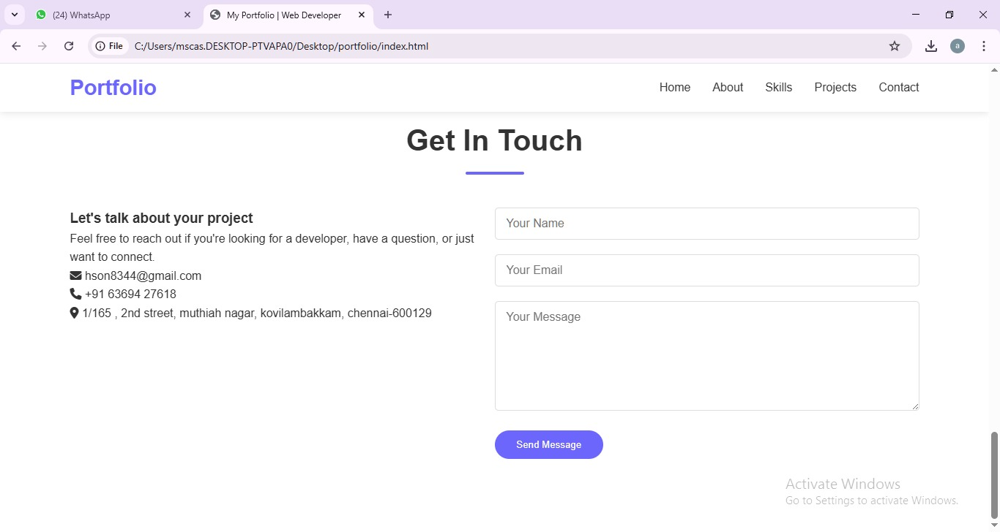 (24) WhatsApp
My Portfolio | Web Developer
File
C:/Users/mscas.DESKTOP-PTVAPA0/Desktop/portfolio/index.html
a
Portfolio
Home
About
Skills
Projects
Contact
Get In Touch
Let's talk about your project
Feel free to reach out if you're looking for a developer, have a question, or just
want to connect.
hson8344@gmail.com
+91 63694 27618
1/165 , 2nd street, muthiah nagar, kovilambakkam, chennai-600129
Your Name
Your Email
Your Message
Send Message
Activate Windows
Go to Settings to activate Windows.